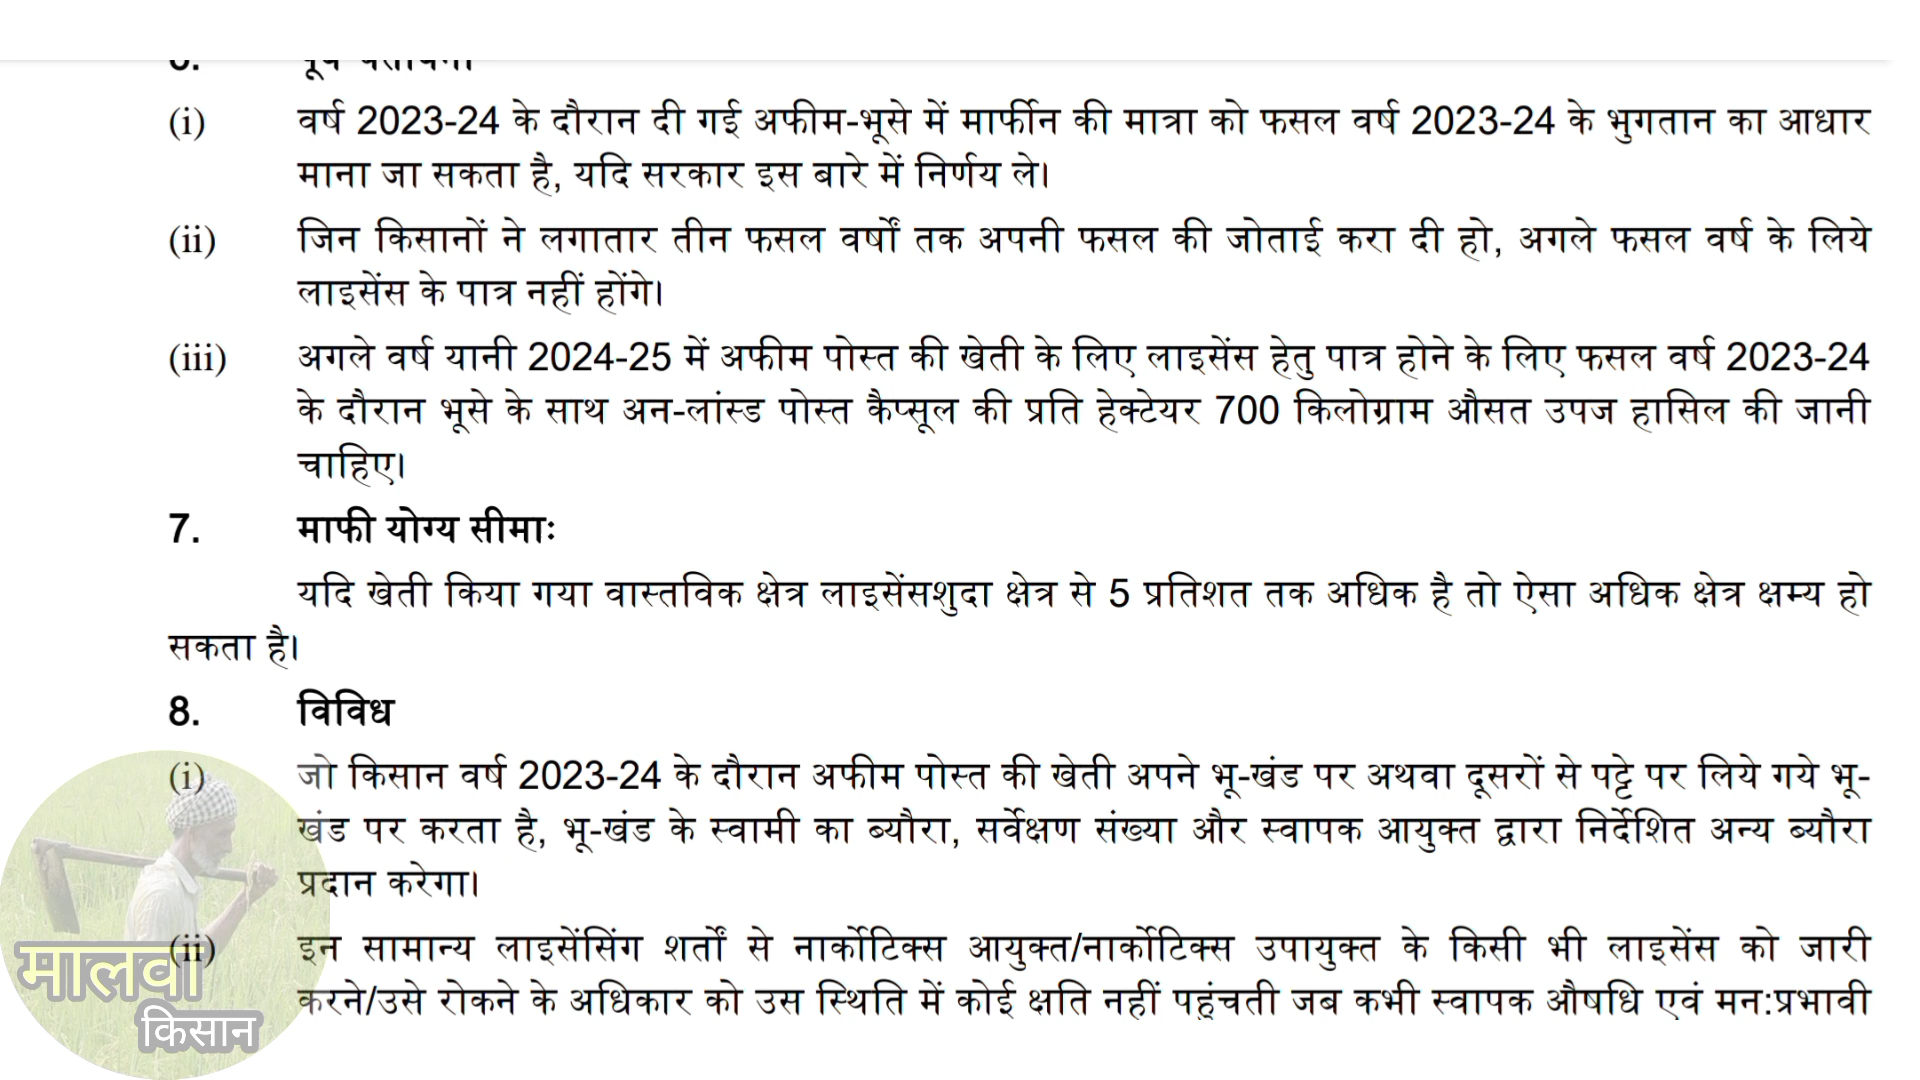 (i) वर्ष 2023-24 के दौरान दी गई अफीम-भूसे में मार्फीन की मात्रा को फसल वर्ष 2023-24 के भुगतान का आधार
माना जा सकता है, यदि सरकार इस बारे में निर्णय ले।
(ii) जिन किसानों ने लगातार तीन फसल वर्षों तक अपनी फसल की जोताई करा दी हो, अगले फसल वर्ष के लिये
लाइसेंस के पात्र नहीं होंगे।
(iii) अगले वर्ष यानी 2024-25 में अफीम पोस्त की खेती के लिए लाइसेंस हेतु पात्र होने के लिए फसल वर्ष 2023-24
के दौरान भूसे के साथ अन-लांस्ड पोस्त कैप्सूल की प्रति हेक्टेयर 700 किलोग्राम औसत उपज हासिल की जानी
चाहिए।
7. माफी योग्य सीमाः
यदि खेती किया गया वास्तविक क्षेत्र लाइसेंसशुदा क्षेत्र से 5 प्रतिशत तक अधिक है तो ऐसा अधिक क्षेत्र क्षम्य हो
सकता है।
8. विविध
(i) जो किसान वर्ष 2023-24 के दौरान अफीम पोस्त की खेती अपने भू-खंड पर अथवा दूसरों से पट्टे पर लिये गये भू-
खंड पर करता है, भू-खंड के स्वामी का ब्यौरा, सर्वेक्षण संख्या और स्वापक आयुक्त द्वारा निर्देशित अन्य ब्यौरा
प्रदान करेगा।
(ii) इन सामान्य लाइसेंसिंग शर्तों से नार्कोटिक्स आयुक्त/नार्कोटिक्स उपायुक्त के किसी भी लाइसेंस को जारी
करने/उसे रोकने के अधिकार को उस स्थिति में कोई क्षति नहीं पहुंचती जब कभी स्वापक औषधि एवं मन:प्रभावी
मालवा
किसान